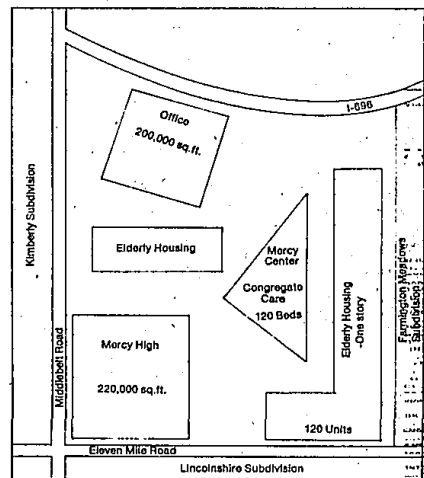 I-696
Office
200,000 sq.ft.
Kimberly Subdivision
Middlebelt Road
Elderly Housing
Mercy
Center
Congregate
Care
120 Beds
Elderly Housing
-One story
Farmington Meadows
Subdivision
Mercy High
220,000 sq.ft.
120 Units
Eleven Mile Road
Lincolnshire Subdivision